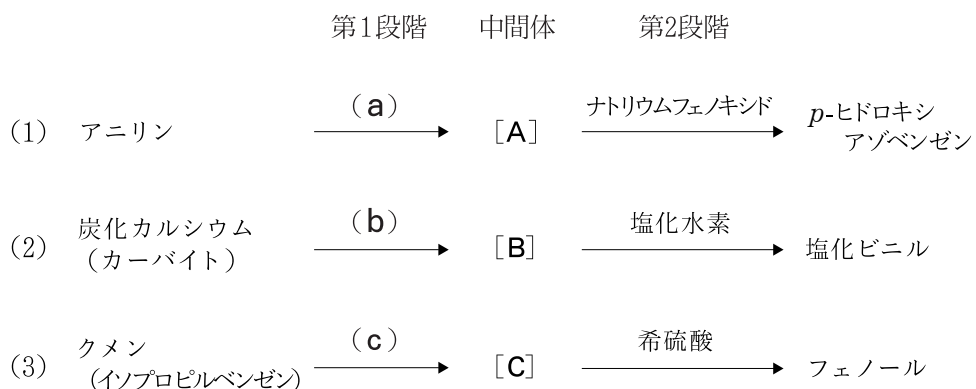 第1段階 中間体 第2段階
(a) ナトリウムフェノキシド
(1) アニリン [A] p-ヒドロキシ
アゾベンゼン
(b) 塩化水素
(2) 炭化カルシウム [B] 塩化ビニル
（カーバイト）
(c) 希硫酸
(3) クメン [C] フェノール
（イソプロピルベンゼン）